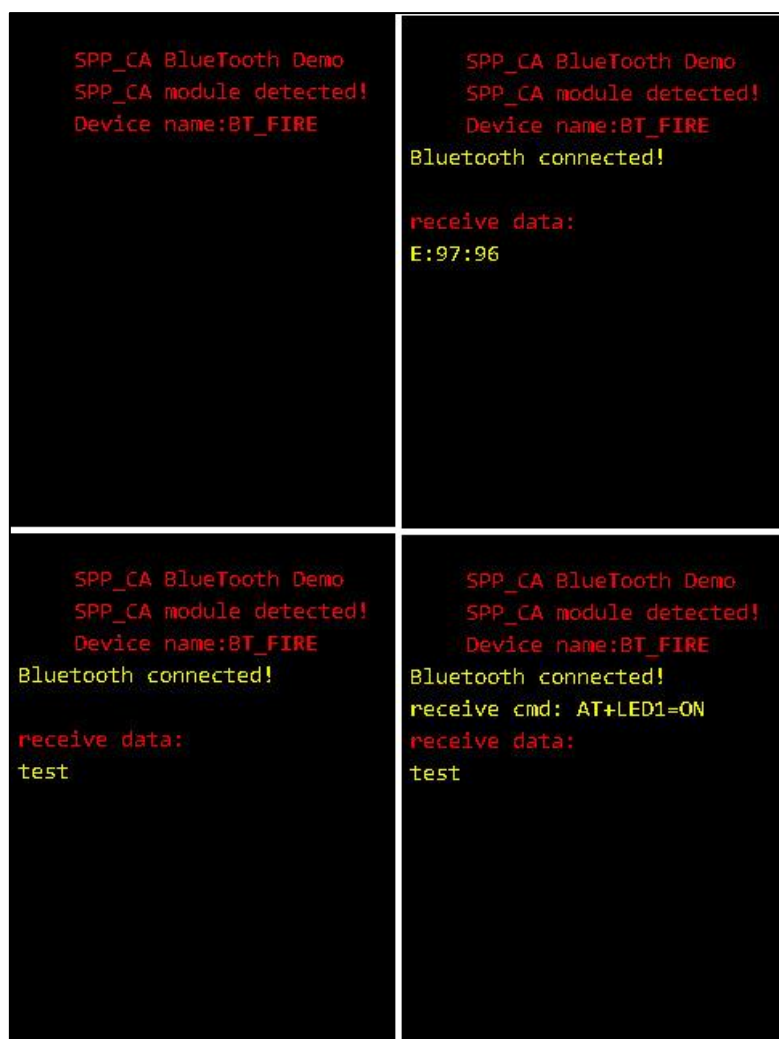 SPP_CA BlueTooth Demo
SPP_CA module detected!
Device name:BT_FIRE
SPP_CA BlueTooth Demo
SPP_CA module detected!
Device name:BT_FIRE
Bluetooth connected!
receive data:
E:97:96
SPP_CA BlueTooth Demo
SPP_CA module detected!
Device name:BT_FIRE
Bluetooth connected!
receive data:
test
SPP_CA BlueTooth Demo
SPP_CA module detected!
Device name:BT_FIRE
Bluetooth connected!
receive cmd: AT+LED1=ON
receive data:
test